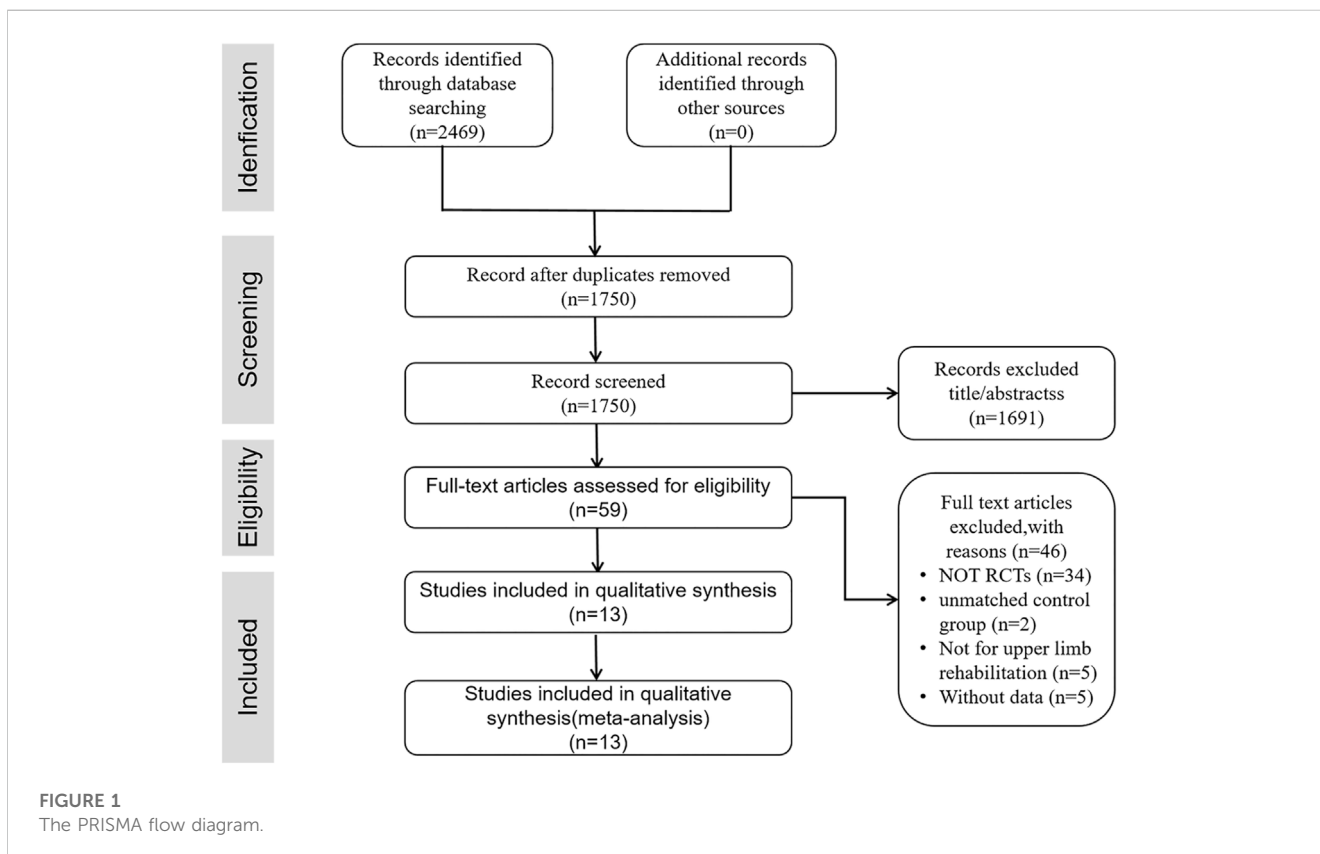 Idenfication
Records identified
through database
searching
(n=2469)
Additional records
identified through
other sources
(n=0)
Screening
Record after duplicates removed
(n=1750)
Record screened
(n=1750)
Records excluded
title/abstractss
(n=1691)
Eligibility
Full-text articles assessed for eligibility
(n=59)
Full text articles
excluded,with
reasons (n=46)
• NOT RCTs (n=34)
• unmatched control
group (n=2)
• Not for upper limb
rehabilitation (n=5)
• Without data (n=5)
Included
Studies included in qualitative synthesis
(n=13)
Studies included in qualitative
synthesis(meta-analysis)
(n=13)
FIGURE 1
The PRISMA flow diagram.